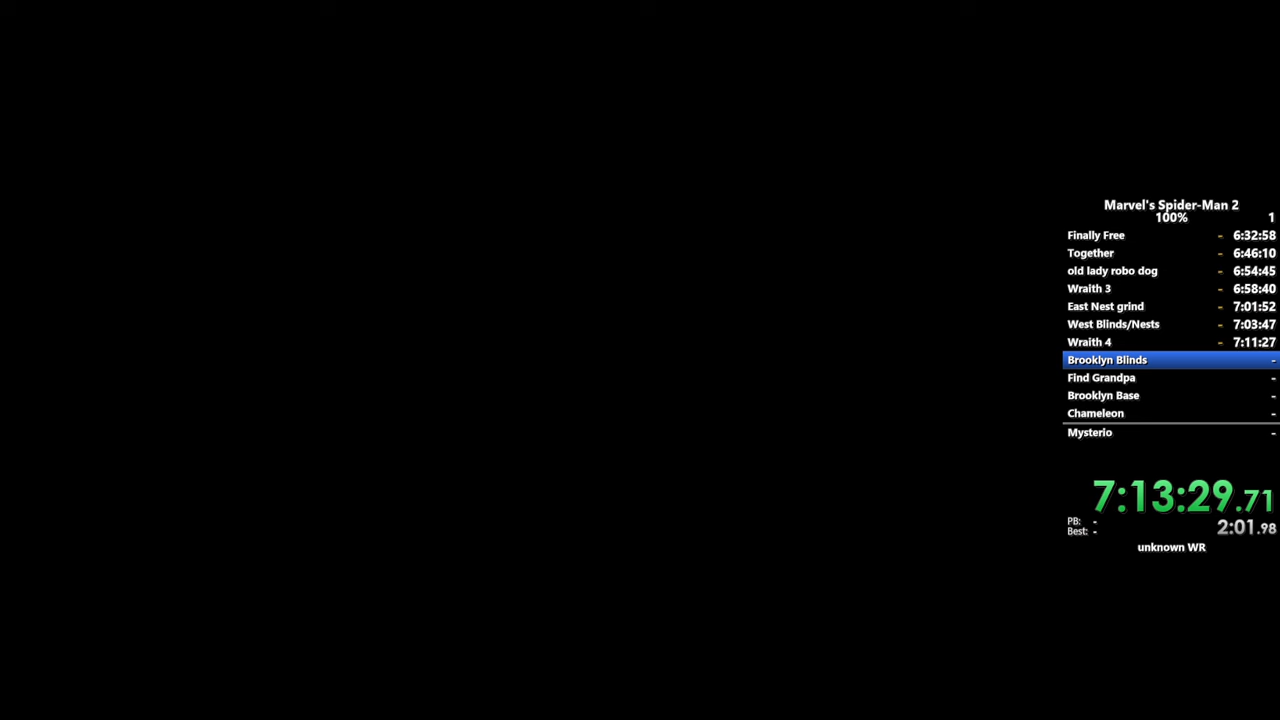 Marvel's Spider-Man 2
100% 1
Finally Free - 6:32:58
Together - 6:46:10
old lady robo dog - 6:54:45
Wraith 3 - 6:58:40
East Nest grind - 7:01:52
West Blinds/Nests - 7:03:47
Wraith 4 - 7:11:27
Brooklyn Blinds -
Find Grandpa -
Brooklyn Base -
Chameleon -
Mysterio -
7:13:29.71
PB: -
Best: - 2:01.98
unknown WR